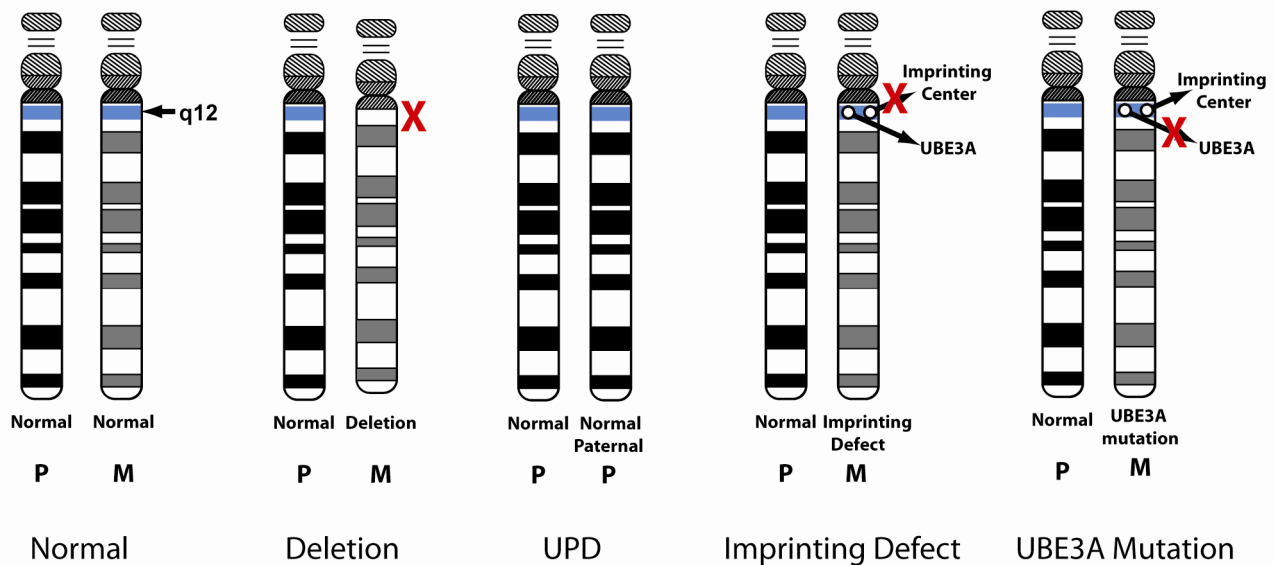 q12
Normal
Normal
P
M
Normal
X
Normal
Deletion
P
M
Deletion
Normal
Normal
Paternal
P
P
UPD
Imprinting
Center
X
UBE3A
Normal
Imprinting
Defect
P
M
Imprinting Defect
Imprinting
Center
X
UBE3A
Normal
UBE3A
mutation
P
M
UBE3A Mutation